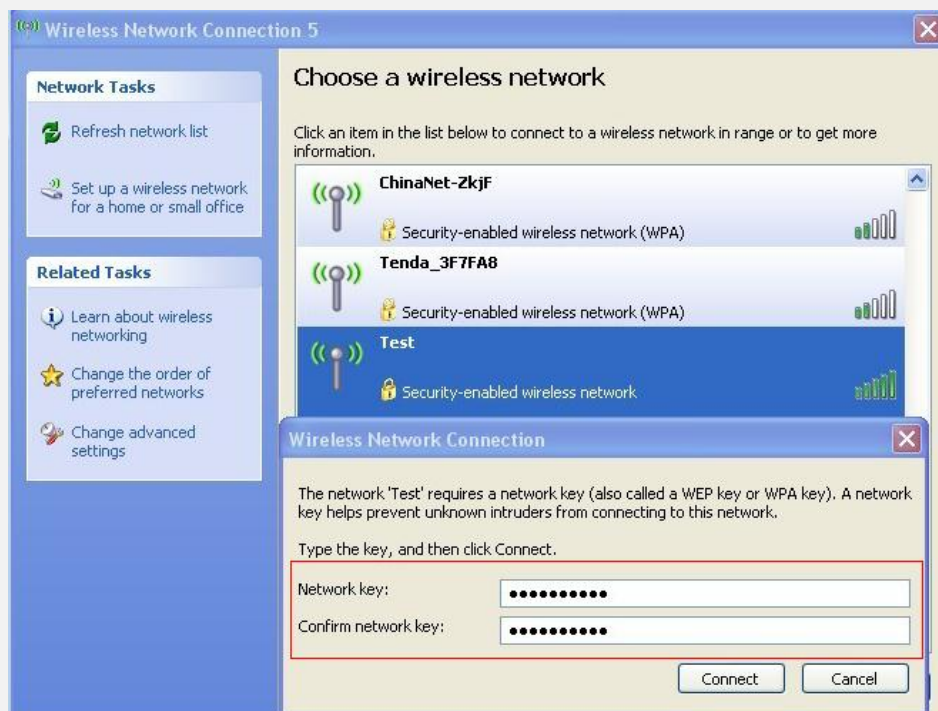 Wireless Network Connection 5
Network Tasks
Refresh network list
Set up a wireless network
for a home or small office
Related Tasks
Learn about wireless
networking
Change the order of
preferred networks
Change advanced
settings
Choose a wireless network
Click an item in the list below to connect to a wireless network in range or to get more
information.
ChinaNet-ZkjF
Security-enabled wireless network (WPA)
Tenda_3F7FA8
Security-enabled wireless network (WPA)
Test
Security-enabled wireless network
Wireless Network Connection
The network 'Test' requires a network key (also called a WEP key or WPA key). A network
key helps prevent unknown intruders from connecting to this network.
Type the key, and then click Connect.
Network key: ●●●●●●●●●●
Confirm network key: ●●●●●●●●●●
Connect Cancel